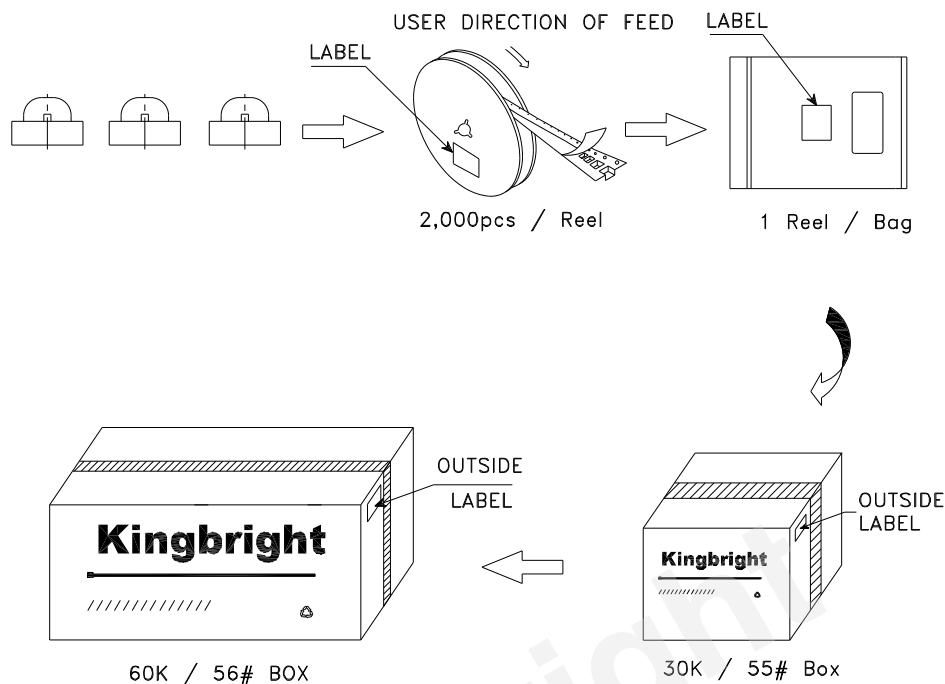 USER DIRECTION OF FEED
LABEL
LABEL
2,000pcs / Reel
1 Reel / Bag
OUTSIDE
LABEL
Kingbright
60K / 56# BOX
OUTSIDE
LABEL
Kingbright
30K / 55# Box
right